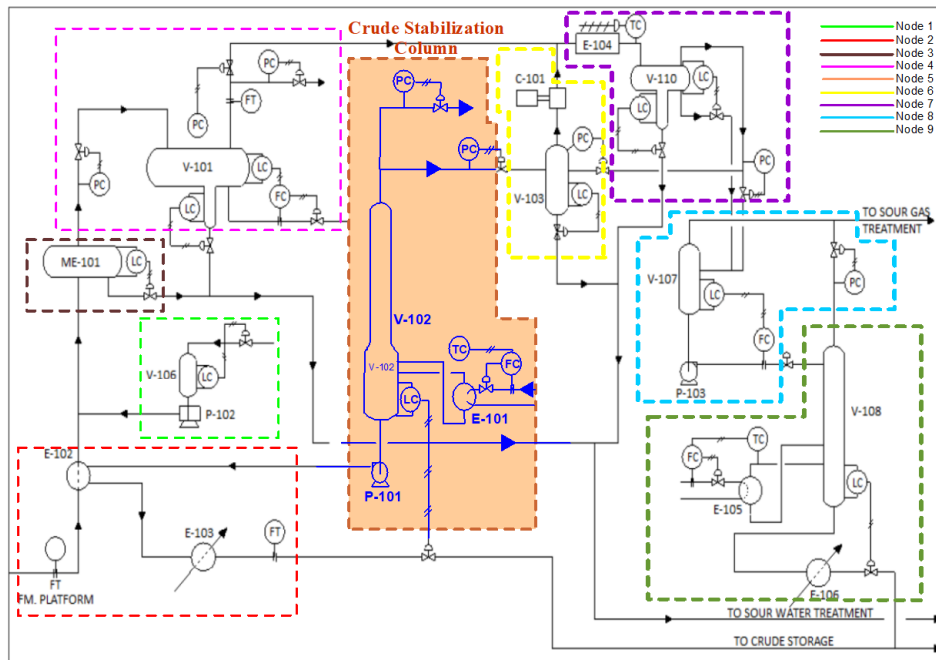 Crude Stabilization
Column
Node 1
Node 2
Node 3
Node 4
Node 5
Node 6
Node 7
Node 8
Node 9
PC
FT
PC
PC
V-101
LC
LC
FC
ME-101
LC
V-106
LC
P-102
E-102
E-103
FT
FT
FM. PLATFORM
PC
PC
V-102
V-102
TC
FC
LC
E-101
P-101
C-101
PC
V-103
LC
TC
E-104
V-110
LC
LC
PC
TO SOUR GAS
TREATMENT
V-107
LC
PC
FC
P-103
V-108
TC
FC
E-105
LC
E-106
TO SOUR WATER TREATMENT
TO CRUDE STORAGE